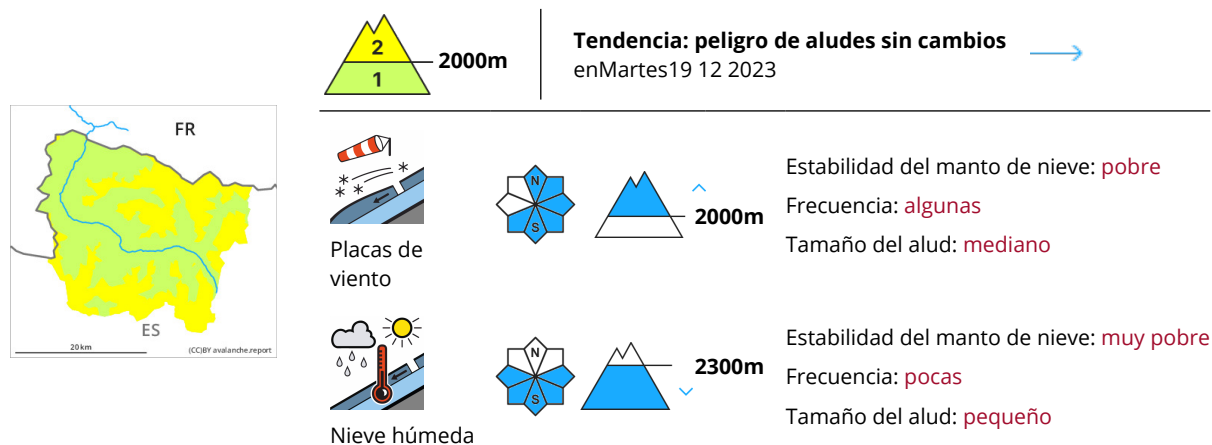 2
2000m
1
Tendencia: peligro de aludes sin cambios
enMartes19 12 2023
FR
ES
20 km
(CC)BY avalanche.report
N
S
2000m
Placas de
viento
Estabilidad del manto de nieve: pobre
Frecuencia: algunas
Tamaño del alud: mediano
N
S
2300m
Nieve húmeda
Estabilidad del manto de nieve: muy pobre
Frecuencia: pocas
Tamaño del alud: pequeño